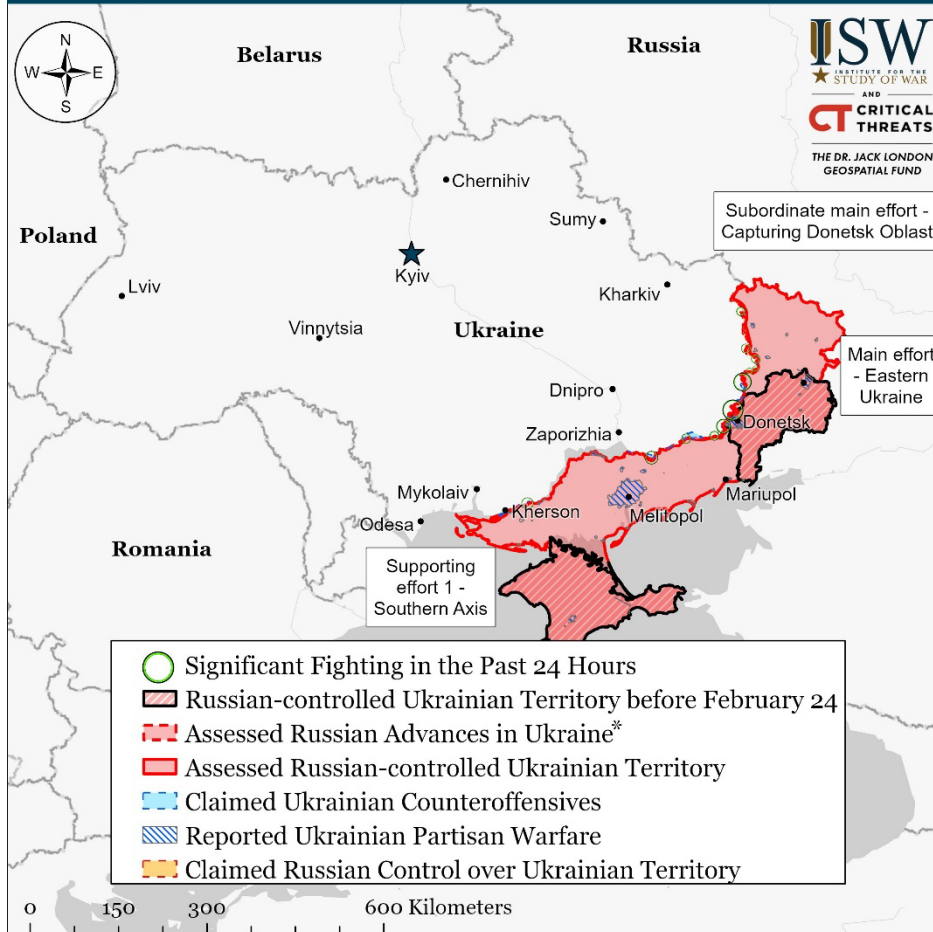 N
W
E
S
Belarus
Russia
ISW
INSTITUTE FOR THE
STUDY OF WAR
AND
CT CRITICAL
THREATS
THE DR. JACK LONDON
GEOSPATIAL FUND
Chernihiv
Sumy
Subordinate main effort -
Capturing Donetsk Oblast
Poland
Kyiv
Lviv
Kharkiv
Vinnytsia
Ukraine
Main effort
- Eastern
Ukraine
Dnipro
Donetsk
Zaporizhia
Mykolaiv
Mariupol
Kherson
Melitopol
Odesa
Romania
Supporting
effort 1 -
Southern Axis
Significant Fighting in the Past 24 Hours
Russian-controlled Ukrainian Territory before February 24
Assessed Russian Advances in Ukraine*
Assessed Russian-controlled Ukrainian Territory
Claimed Ukrainian Counteroffensives
Reported Ukrainian Partisan Warfare
Claimed Russian Control over Ukrainian Territory
0 150 300 600 Kilometers